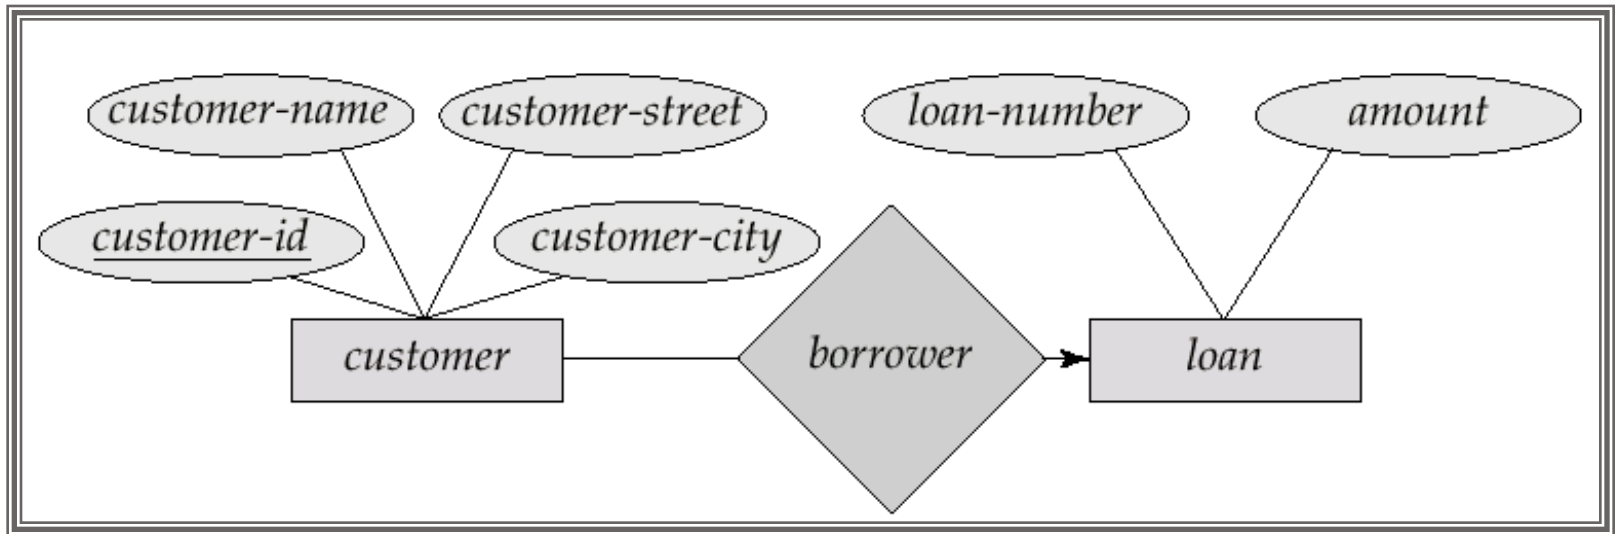 customer-name
customer-street
loan-number
amount
customer-id
customer-city
customer
borrower
loan